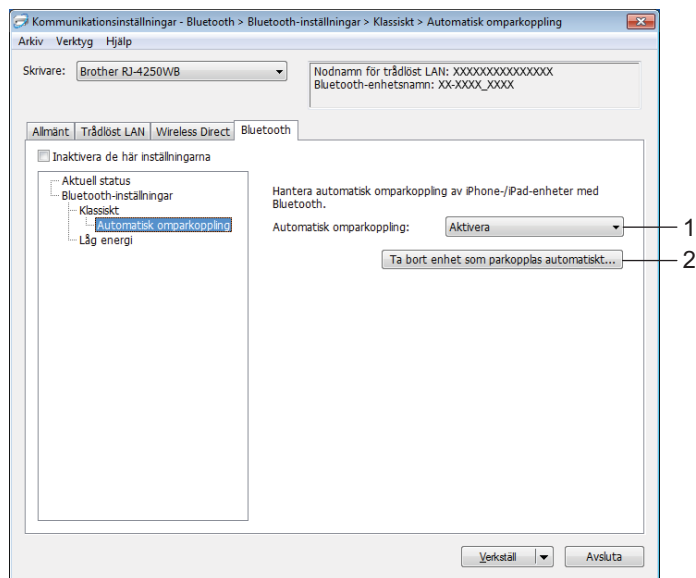 Kommunikationsinställningar - Bluetooth > Bluetooth-inställningar > Klassiskt > Automatisk omparkoppling
Arkiv Verktyg Hjälp
Skrivare: Brother RJ-4250WB
Nodnamn för trådlöst LAN: XXXXXXXXXXXXXXX
Bluetooth-enhetsnamn: XX-XXXX_XXXX
Allmänt Trådlöst LAN Wireless Direct Bluetooth
Inaktivera de här inställningarna
Aktuell status
Bluetooth-inställningar
Klassiskt
Automatisk omparkoppling
Låg energi
Hantera automatisk omparkoppling av iPhone-/iPad-enheter med
Bluetooth.
Automatisk omparkoppling: Aktivera 1
Ta bort enhet som parkopplas automatiskt... 2
Verkställ Avsluta